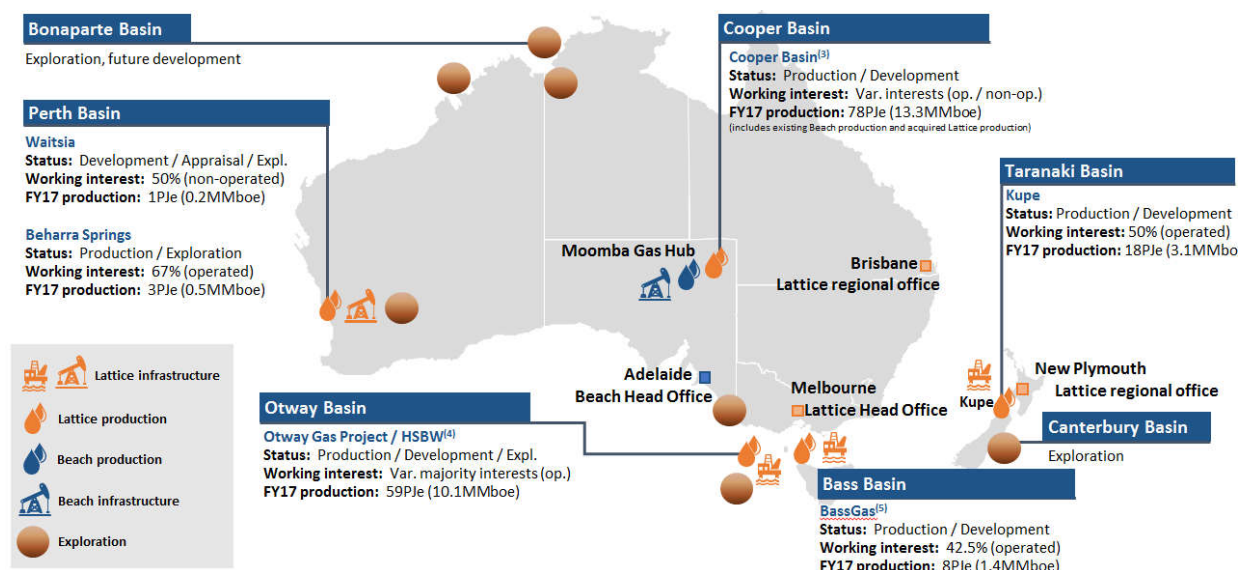 Bonaparte Basin
Exploration, future development
Perth Basin
Waitsia
Status: Development / Appraisal / Expl.
Working interest: 50% (non-operated)
FY17 production: 1PJe (0.2MMboe)
Beharra Springs
Status: Production / Exploration
Working interest: 67% (operated)
FY17 production: 3PJe (0.5MMboe)
Cooper Basin
Cooper Basin(3)
Status: Production / Development
Working interest: Var. interests (op. / non-op.)
FY17 production: 78PJe (13.3MMboe)
(includes existing Beach production and acquired Lattice production)
Taranaki Basin
Kupe
Status: Production / Development
Working interest: 50% (operated)
FY17 production: 18PJe (3.1MMbo
Moomba Gas Hub
Brisbane
Lattice regional office
Adelaide
Beach Head Office
Melbourne
Lattice Head Office
New Plymouth
Lattice regional office
Kupe
Canterbury Basin
Exploration
Lattice infrastructure
Lattice production
Beach production
Beach infrastructure
Exploration
Otway Basin
Otway Gas Project / HSBW(4)
Status: Production / Development / Expl.
Working interest: Var. majority interests (op.)
FY17 production: 59PJe (10.1MMboe)
Bass Basin
BassGas(5)
Status: Production / Development
Working interest: 42.5% (operated)
FY17 production: 8PJe (1.4MMboe)